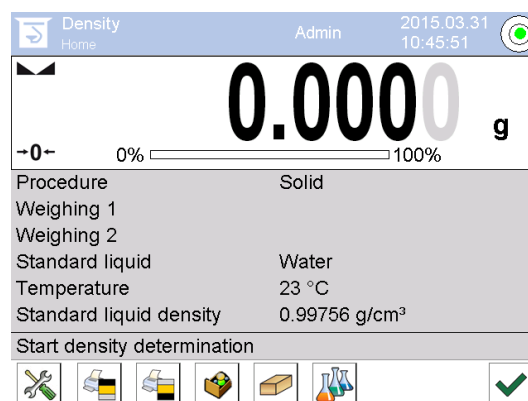 Density
Home
Admin
2015.03.31
10:45:51
0.0000 g
→0←
0% 100%
Procedure Solid
Weighing 1
Weighing 2
Standard liquid Water
Temperature 23 °C
Standard liquid density 0.99756 g/cm³
Start density determination